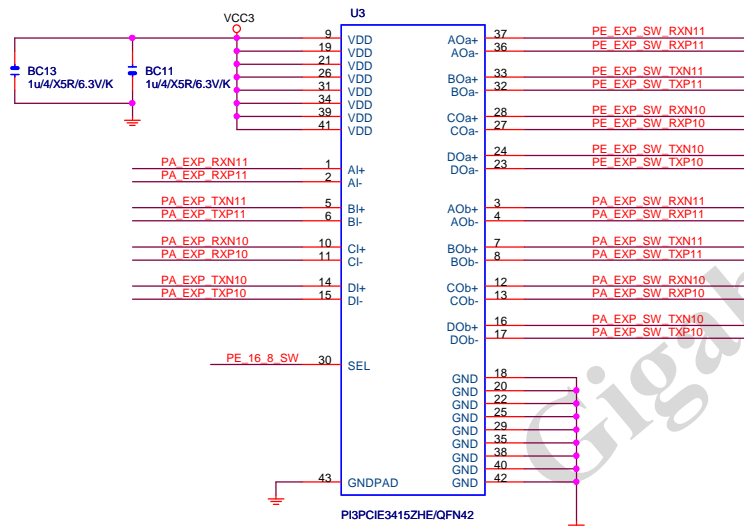 U3
VCC3
BC13
1u/4/X5R/6.3V/K
BC11
1u/4/X5R/6.3V/K
9 VDD
19 VDD
21 VDD
26 VDD
31 VDD
34 VDD
39 VDD
41 VDD
PA_EXP_RXN11 1 AI+
PA_EXP_RXP11 2 AI-
PA_EXP_TXN11 5 BI+
PA_EXP_TXP11 6 BI-
PA_EXP_RXN10 10 CI+
PA_EXP_RXP10 11 CI-
PA_EXP_TXN10 14 DI+
PA_EXP_TXP10 15 DI-
PE_16_8_SW 30 SEL
43 GNDPAD
AOa+ 37 PE_EXP_SW_RXN11
AOa- 36 PE_EXP_SW_RXP11
BOa+ 33 PE_EXP_SW_TXN11
BOa- 32 PE_EXP_SW_TXP11
COa+ 28 PE_EXP_SW_RXN10
COa- 27 PE_EXP_SW_RXP10
DOa+ 24 PE_EXP_SW_TXN10
DOa- 23 PE_EXP_SW_TXP10
AOb+ 3 PA_EXP_SW_RXN11
AOb- 4 PA_EXP_SW_RXP11
BOb+ 7 PA_EXP_SW_TXN11
BOb- 8 PA_EXP_SW_TXP11
COb+ 12 PA_EXP_SW_RXN10
COb- 13 PA_EXP_SW_RXP10
DOb+ 16 PA_EXP_SW_TXN10
DOb- 17 PA_EXP_SW_TXP10
GND 18
GND 20
GND 22
GND 25
GND 29
GND 35
GND 38
GND 40
GND 42
PI3PCIE3415ZHE/QFN42
Gigab